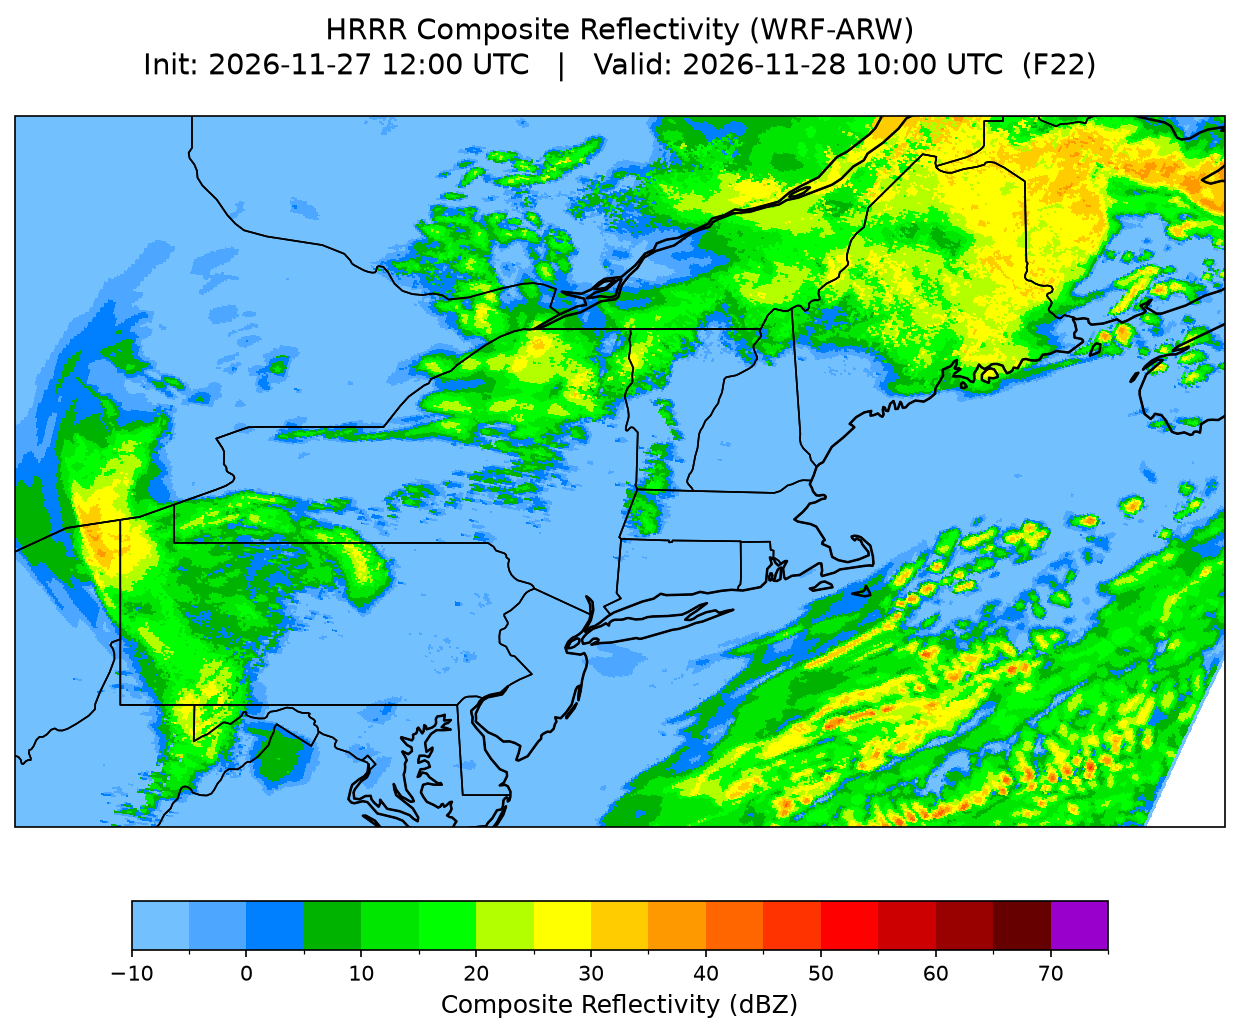 HRRR Composite Reflectivity (WRF-ARW)
Init: 2026-11-27 12:00 UTC   |   Valid: 2026-11-28 10:00 UTC  (F22)
−10 0 10 20 30 40 50 60 70
Composite Reflectivity (dBZ)